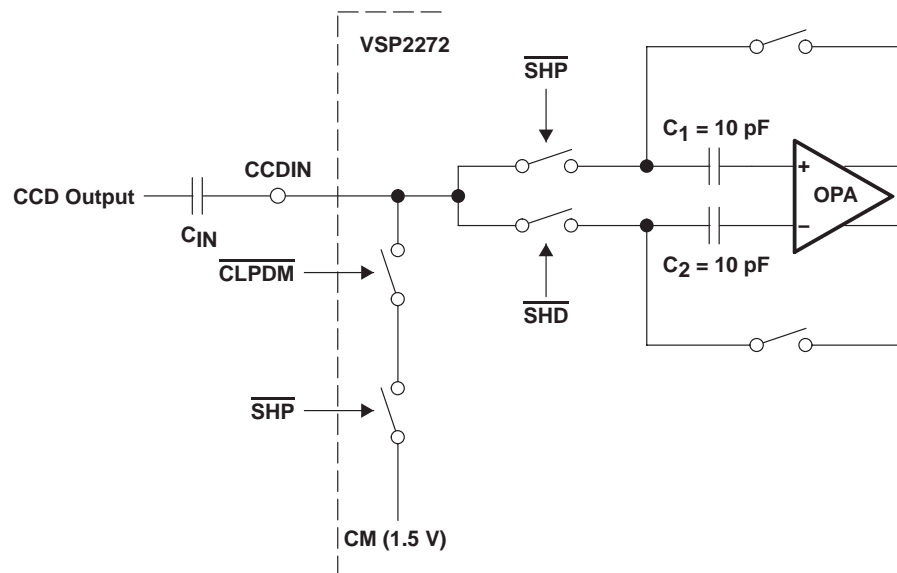 VSP2272
SHP
C1 = 10 pF
CCDIN
CCD Output
+
OPA
CIN
–
C2 = 10 pF
CLPDM
SHD
SHP
CM (1.5 V)